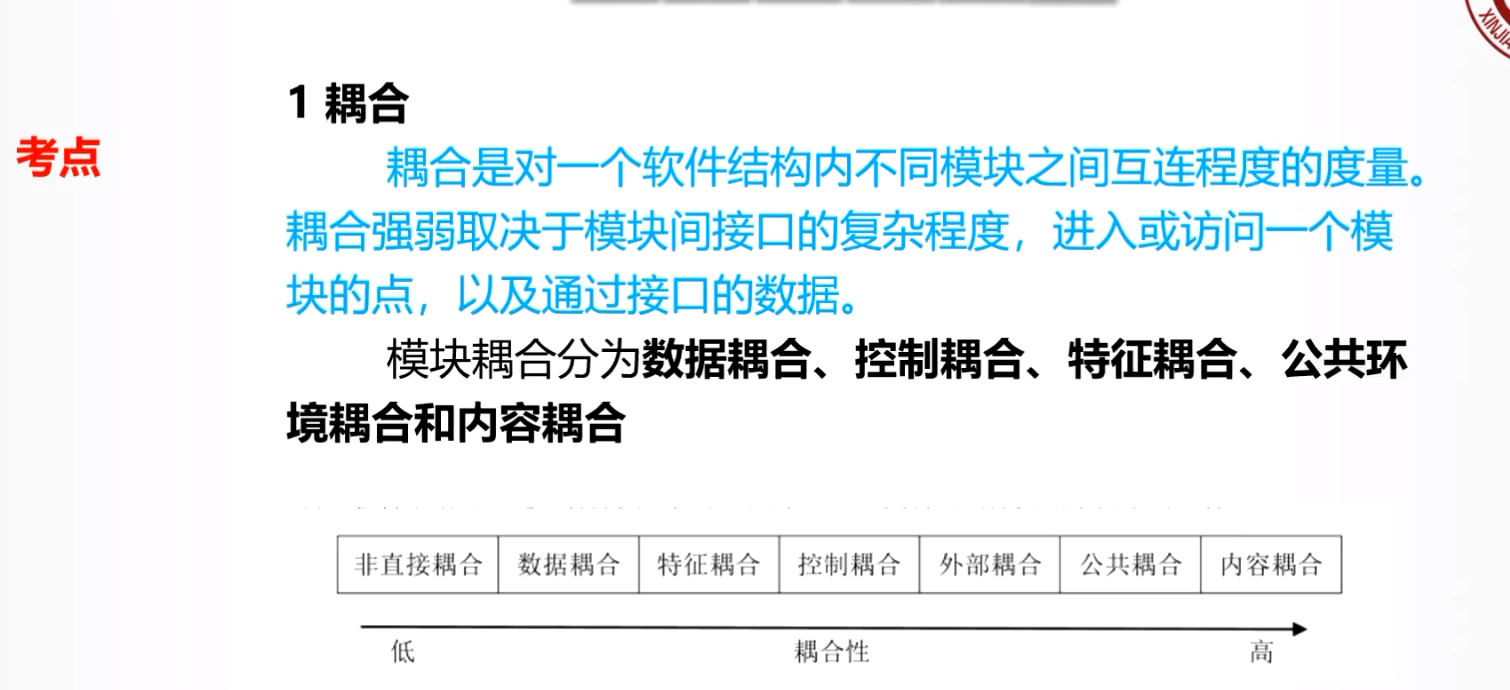 1 耦合
考点
耦合是对一个软件结构内不同模块之间互连程度的度量。
耦合强弱取决于模块间接口的复杂程度，进入或访问一个模
块的点，以及通过接口的数据。
模块耦合分为数据耦合、控制耦合、特征耦合、公共环
境耦合和内容耦合
非直接耦合 数据耦合 特征耦合 控制耦合 外部耦合 公共耦合 内容耦合
低 耦合性 高